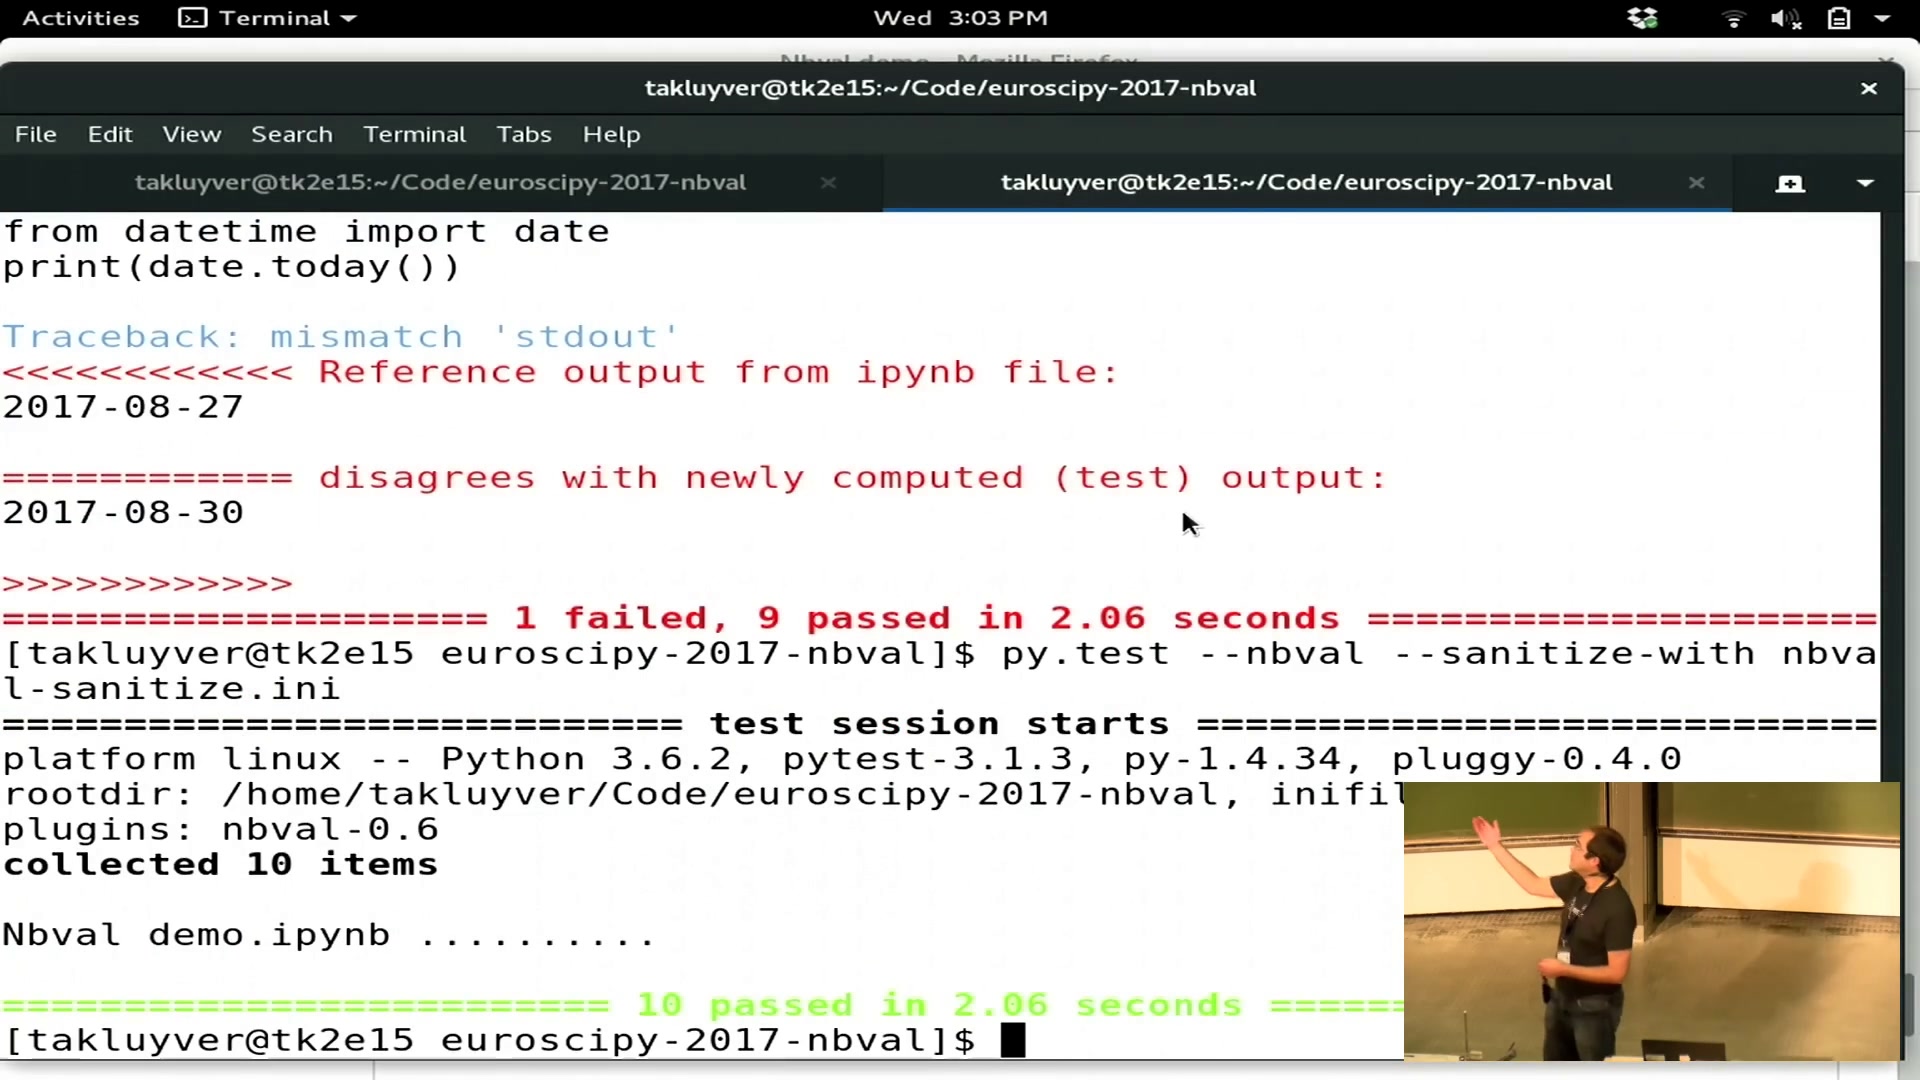 Activities Terminal Wed 3:03 PM
Nbval demo - Mozilla Firefox
takluyver@tk2e15:~/Code/euroscipy-2017-nbval
File Edit View Search Terminal Tabs Help
takluyver@tk2e15:~/Code/euroscipy-2017-nbval takluyver@tk2e15:~/Code/euroscipy-2017-nbval
from datetime import date
print(date.today())
Traceback: mismatch 'stdout'
<<<<<<<<<<<< Reference output from ipynb file:
2017-08-27
============ disagrees with newly computed (test) output:
2017-08-30
>>>>>>>>>>>>
==================== 1 failed, 9 passed in 2.06 seconds =====================
[takluyver@tk2e15 euroscipy-2017-nbval]$ py.test --nbval --sanitize-with nbva
l-sanitize.ini
============================ test session starts ============================
platform linux -- Python 3.6.2, pytest-3.1.3, py-1.4.34, pluggy-0.4.0
rootdir: /home/takluyver/Code/euroscipy-2017-nbval, inifil
plugins: nbval-0.6
collected 10 items
Nbval demo.ipynb ..........
========================= 10 passed in 2.06 seconds ======
[takluyver@tk2e15 euroscipy-2017-nbval]$